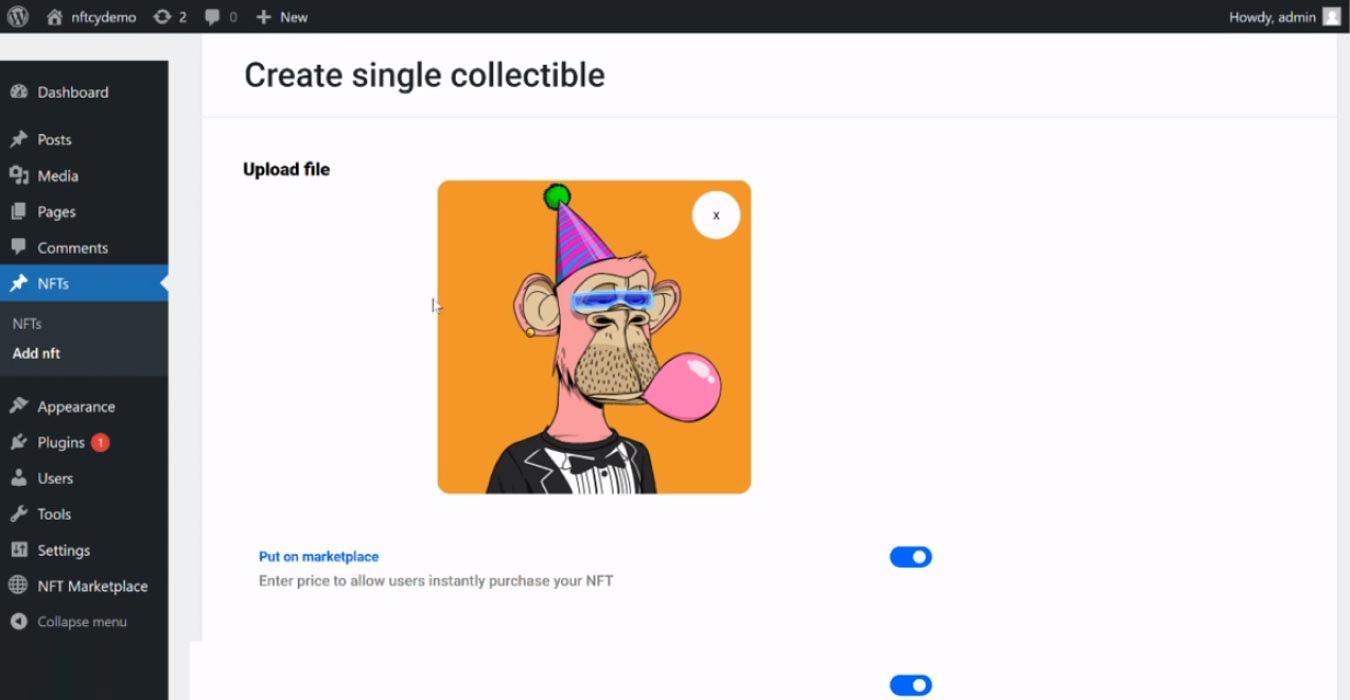 nftcydemo 2 0 New Howdy, admin
Create single collectible
Dashboard
Posts
Media
Pages
Comments
NFTs
NFTs
Add nft
Appearance
Plugins 1
Users
Tools
Settings
NFT Marketplace
Collapse menu
Upload file
x
Put on marketplace
Enter price to allow users instantly purchase your NFT